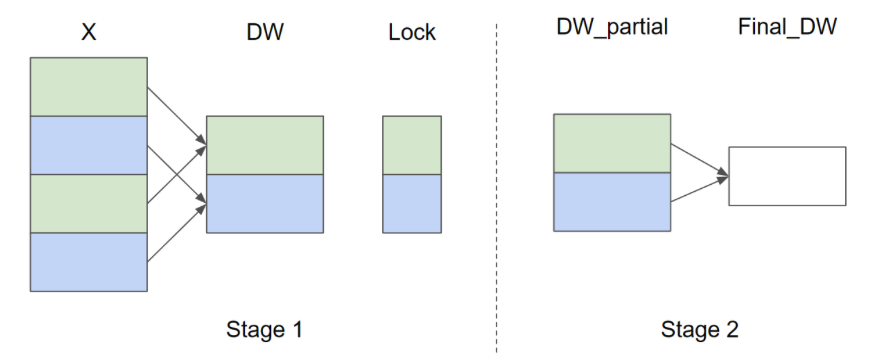 X
DW
Lock
DW_partial
Final_DW
Stage 1
Stage 2